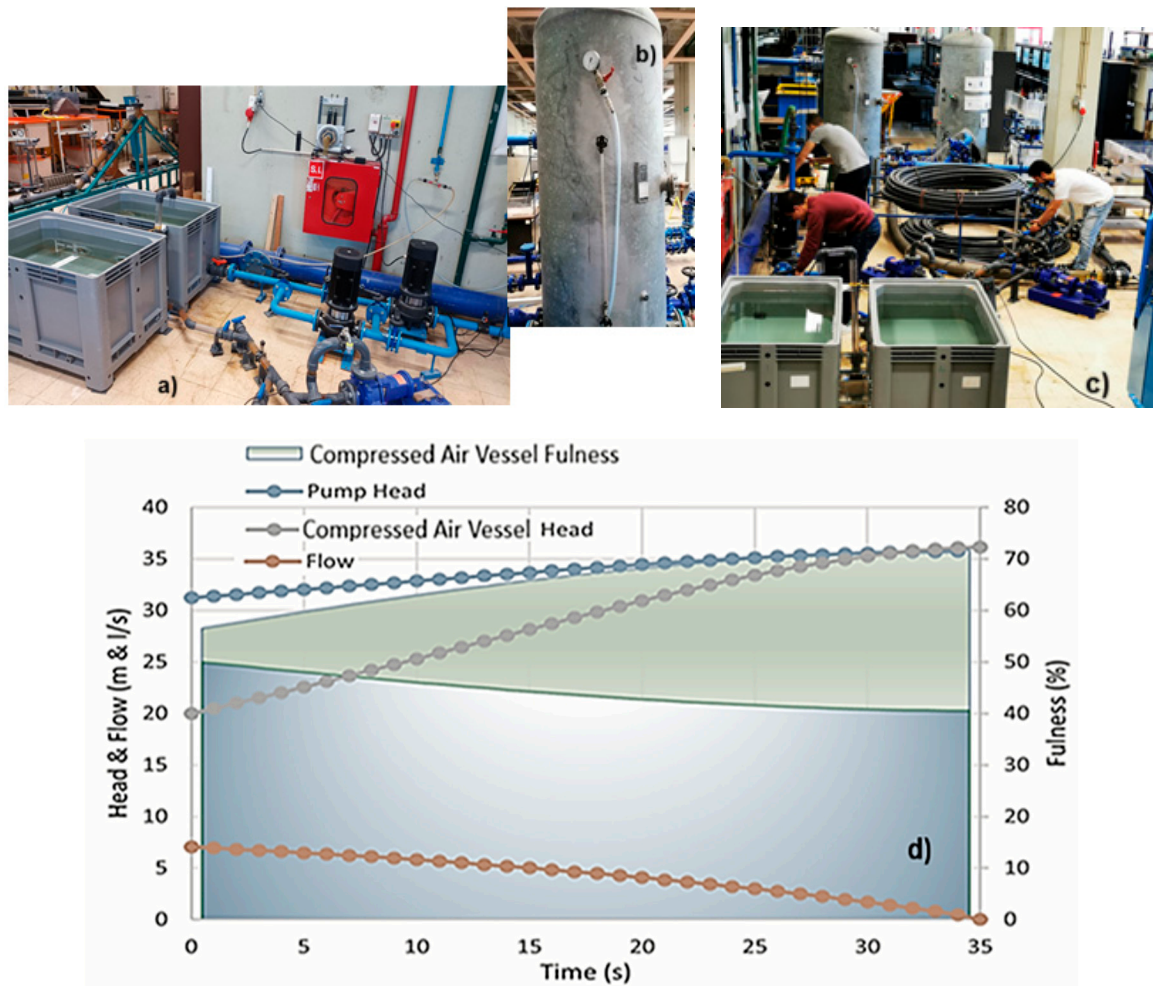 b)
S.I.
a)
c)
Compressed Air Vessel Fulness
Pump Head
Compressed Air Vessel Head
Flow
40
35
30
25
20
15
10
5
0
Head & Flow (m & l/s)
80
70
60
50
40
30
20
10
0
Fulness (%)
d)
0
5
10
15
20
25
30
35
Time (s)